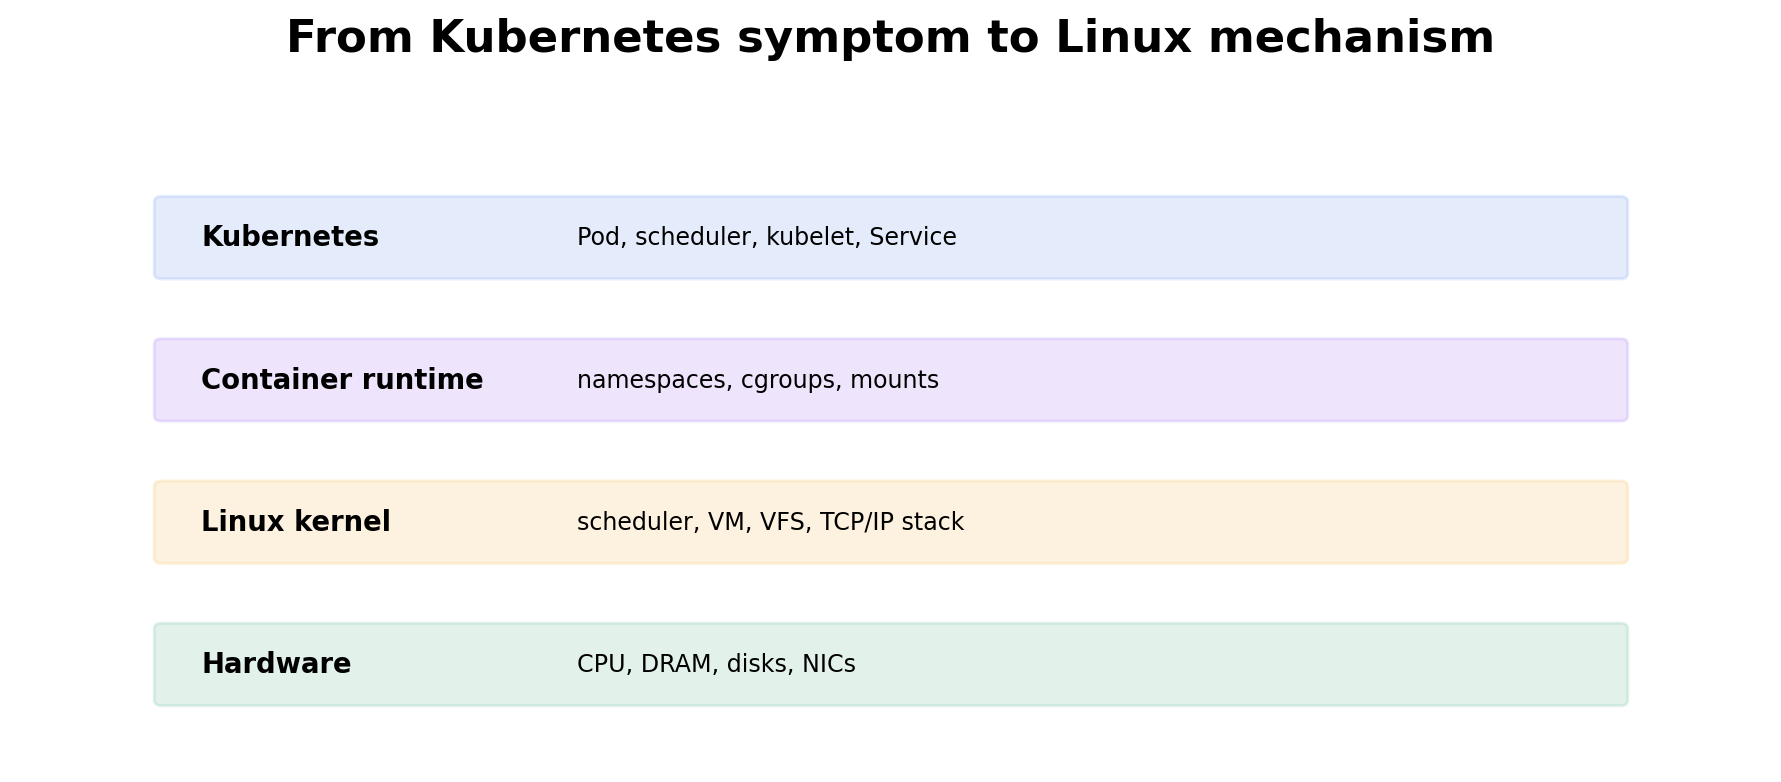 From Kubernetes symptom to Linux mechanism
Kubernetes Pod, scheduler, kubelet, Service
Container runtime namespaces, cgroups, mounts
Linux kernel scheduler, VM, VFS, TCP/IP stack
Hardware CPU, DRAM, disks, NICs